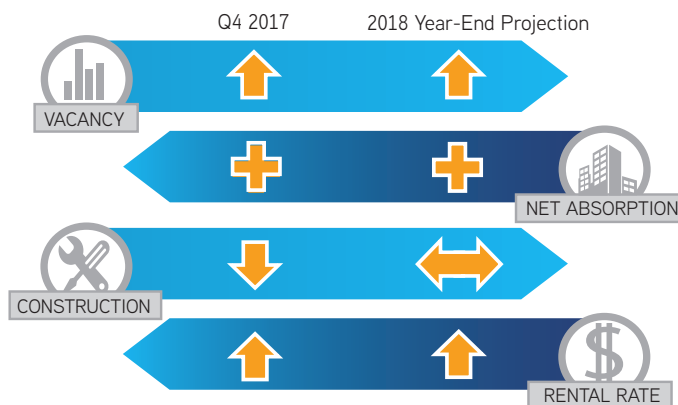 Q4 2017
2018 Year-End Projection
VACANCY
NET ABSORPTION
CONSTRUCTION
$
RENTAL RATE